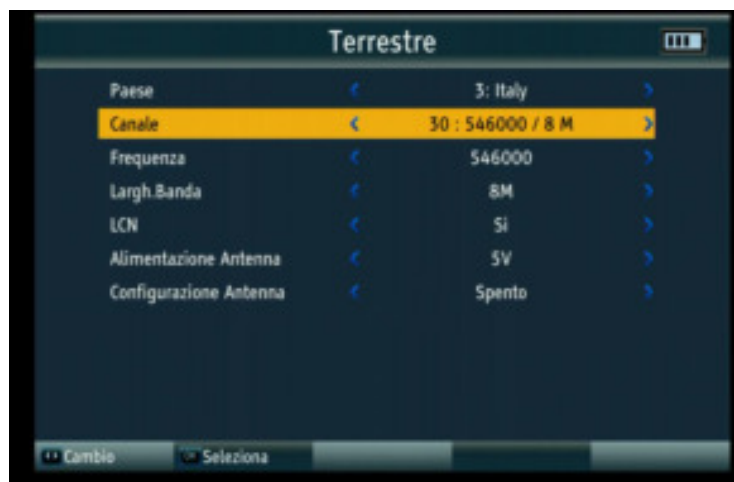 Terrestre
Paese 3: Italy
Canale 30 : 546000 / 8 M
Frequenza 546000
Largh.Banda 8M
LCN Si
Alimentazione Antenna 5V
Configurazione Antenna Spento
Cambio Seleziona